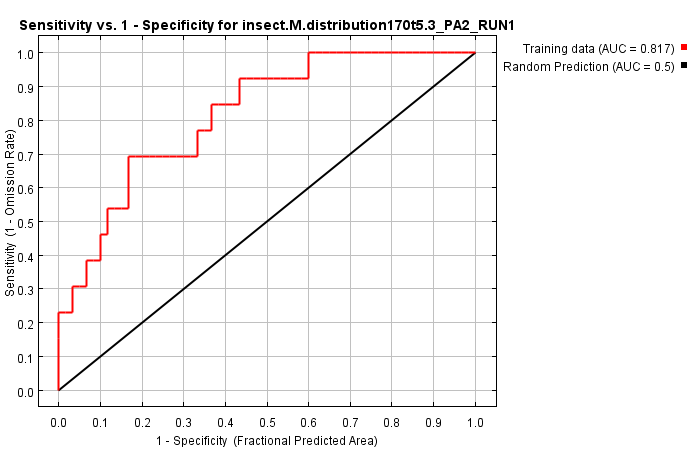 Sensitivity vs. 1 - Specificity for insect.M.distribution170t5.3_PA2_RUN1
Training data (AUC = 0.817)
Random Prediction (AUC = 0.5)
Sensitivity (1 - Omission Rate)
1.0
0.9
0.8
0.7
0.6
0.5
0.4
0.3
0.2
0.1
0.0
0.0 0.1 0.2 0.3 0.4 0.5 0.6 0.7 0.8 0.9 1.0
1 - Specificity (Fractional Predicted Area)